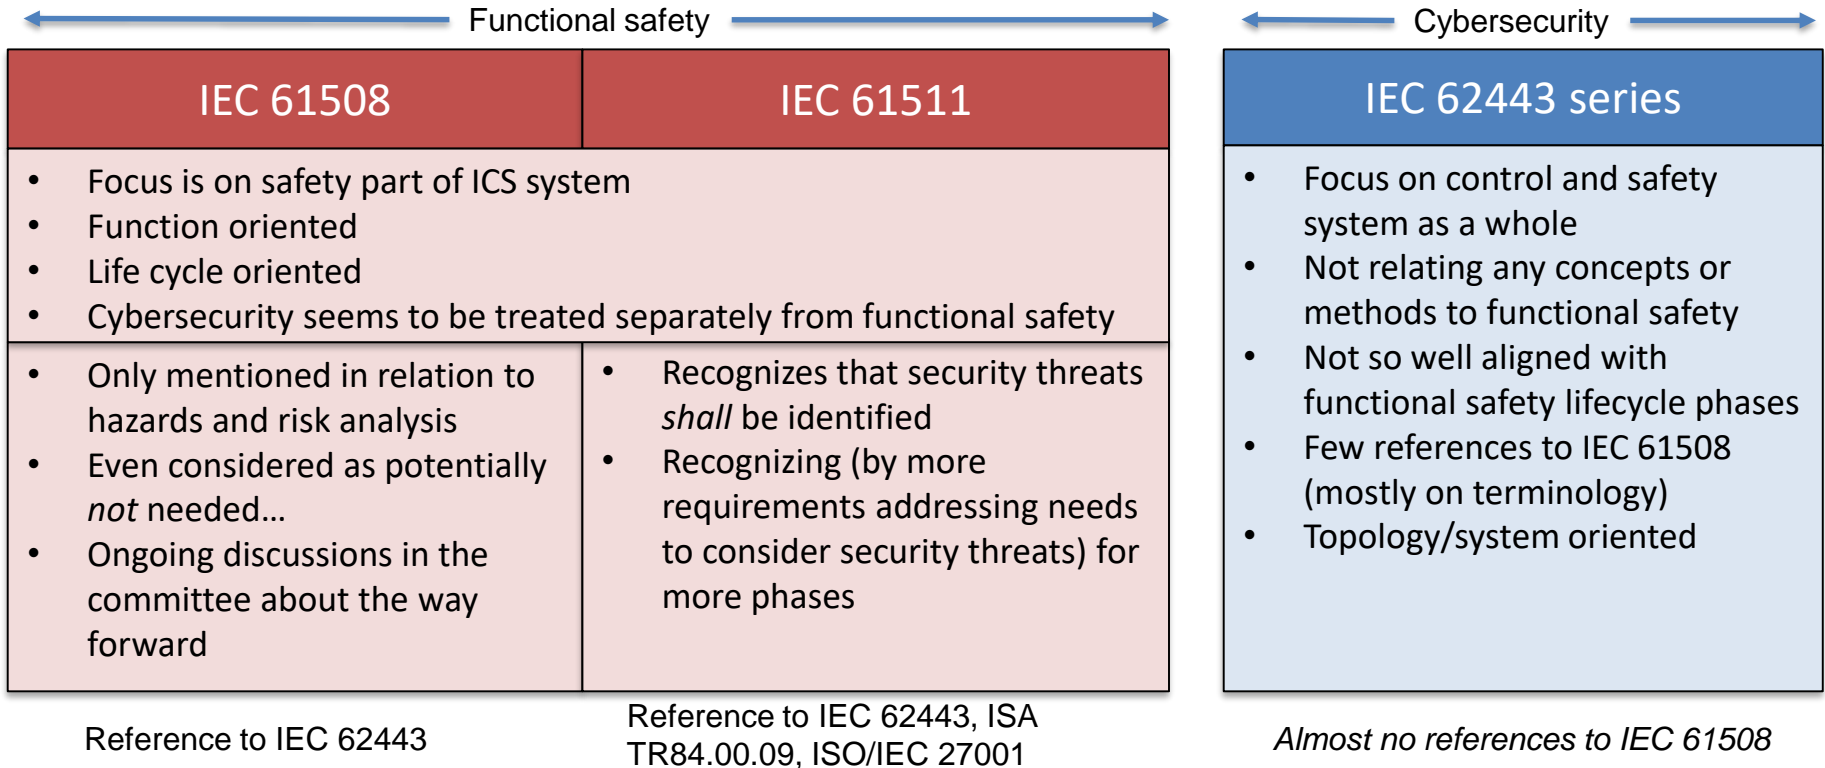 Functional safety
Cybersecurity
IEC 61508
IEC 61511
IEC 62443 series
• Focus is on safety part of ICS system
• Function oriented
• Life cycle oriented
• Cybersecurity seems to be treated separately from functional safety
• Only mentioned in relation to
hazards and risk analysis
• Even considered as potentially
not needed…
• Ongoing discussions in the
committee about the way
forward
• Recognizes that security threats
shall be identified
• Recognizing (by more
requirements addressing needs
to consider security threats) for
more phases
• Focus on control and safety
system as a whole
• Not relating any concepts or
methods to functional safety
• Not so well aligned with
functional safety lifecycle phases
• Few references to IEC 61508
(mostly on terminology)
• Topology/system oriented
Reference to IEC 62443
Reference to IEC 62443, ISA
TR84.00.09, ISO/IEC 27001
Almost no references to IEC 61508